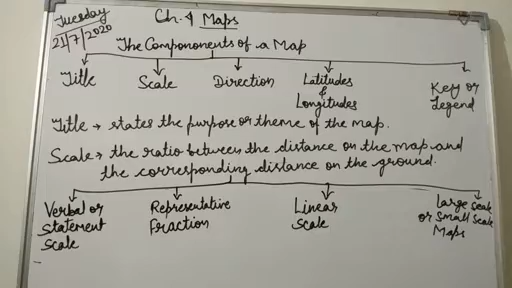 Tuesday
21/7/2020
Ch. 4 Maps
The Componenents of a Map
Title
Scale
Direction
Latitudes
&
Longitudes
Key or
Legend
Title → states the purpose or theme of the map.
Scale → the ratio between the distance on the map and
the corresponding distance on the ground.
Verbal or
Statement
Scale
Representative
Fraction
Linear
Scale
Large Scale
or Small Scale
Maps